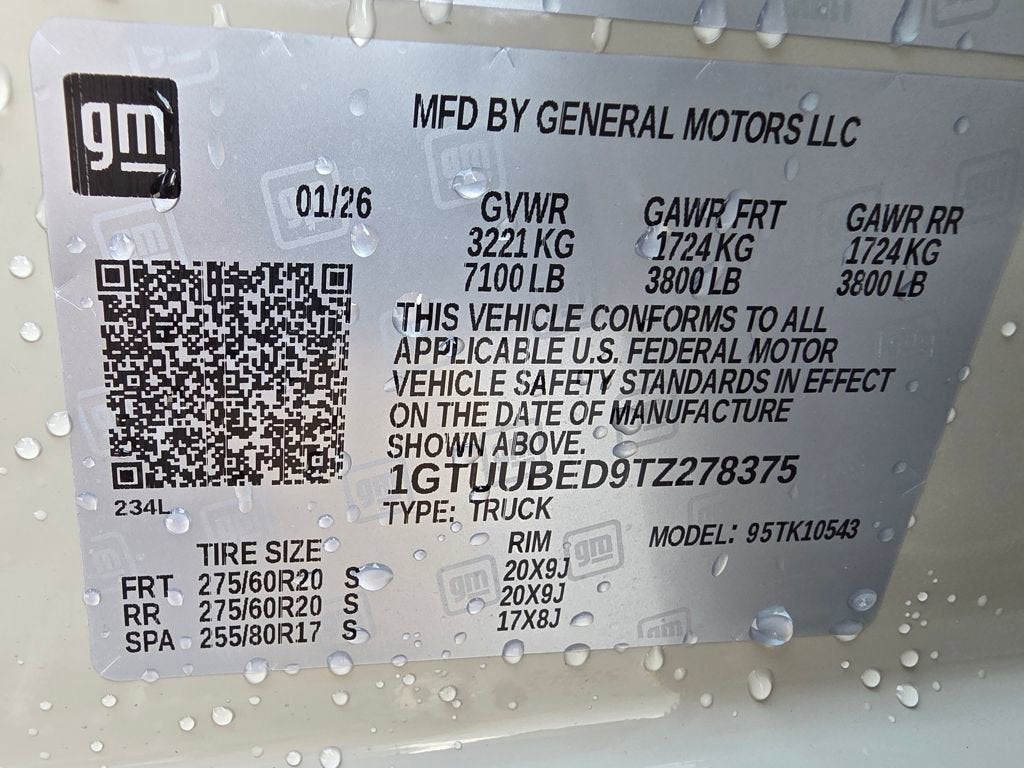 gm
MFD BY GENERAL MOTORS LLC
01/26
GVWR GAWR FRT GAWR RR
3221 KG 1724 KG 1724 KG
7100 LB 3800 LB 3800 LB
THIS VEHICLE CONFORMS TO ALL
APPLICABLE U.S. FEDERAL MOTOR
VEHICLE SAFETY STANDARDS IN EFFECT
ON THE DATE OF MANUFACTURE
SHOWN ABOVE.
1GTUUBED9TZ278375
234L
TYPE: TRUCK MODEL: 95TK10543
TIRE SIZE RIM
FRT 275/60R20 S 20X9J
RR 275/60R20 S 20X9J
SPA 255/80R17 S 17X8J